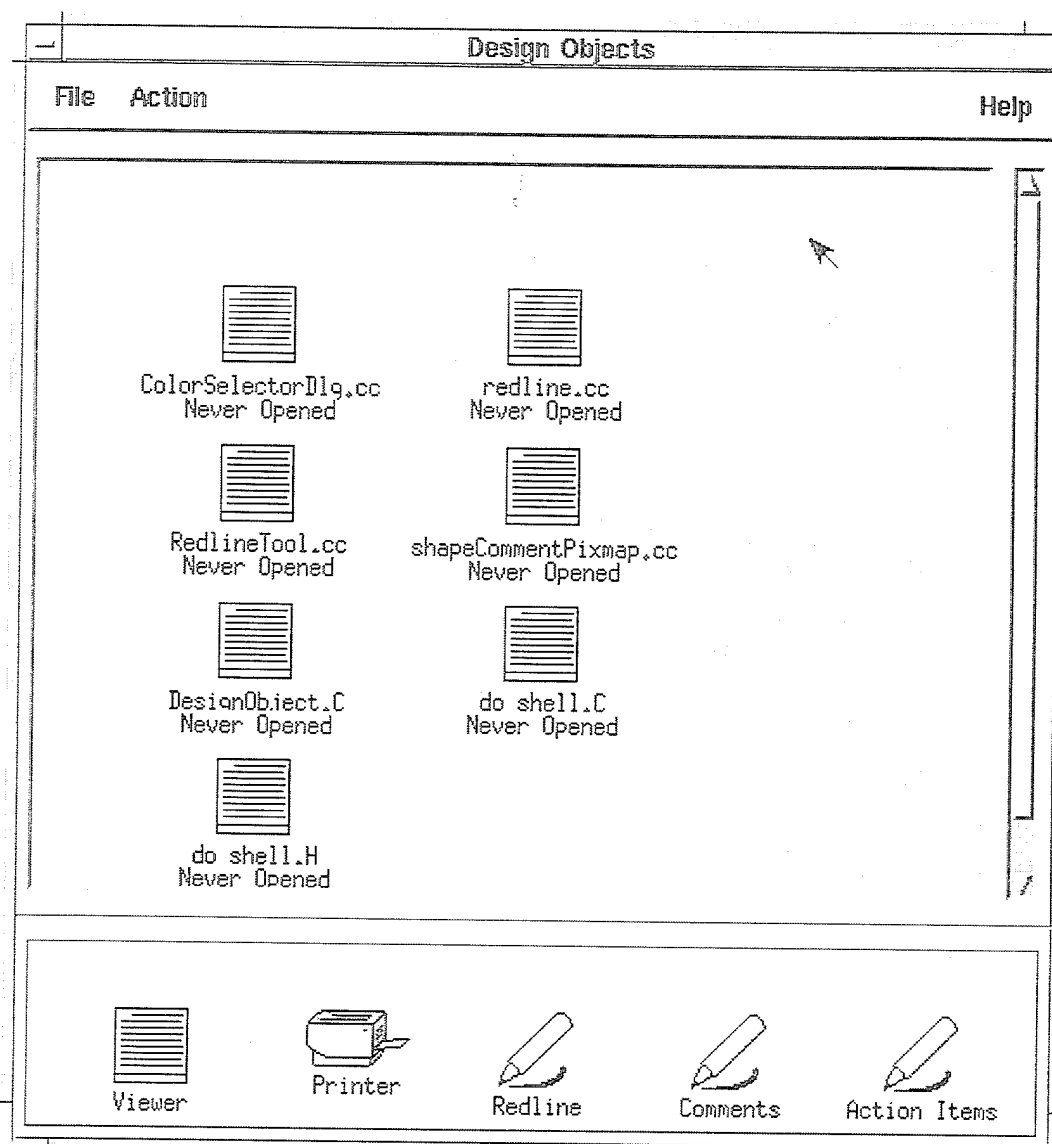 Design Objects
File Action Help
ColorSelectorDlg.cc redline.cc
Never Opened Never Opened
RedlineTool.cc shapeCommentPixmap.cc
Never Opened Never Opened
DesignObject.C do shell.C
Never Opened Never Opened
do shell.H
Never Opened
Viewer Printer Redline Comments Action Items